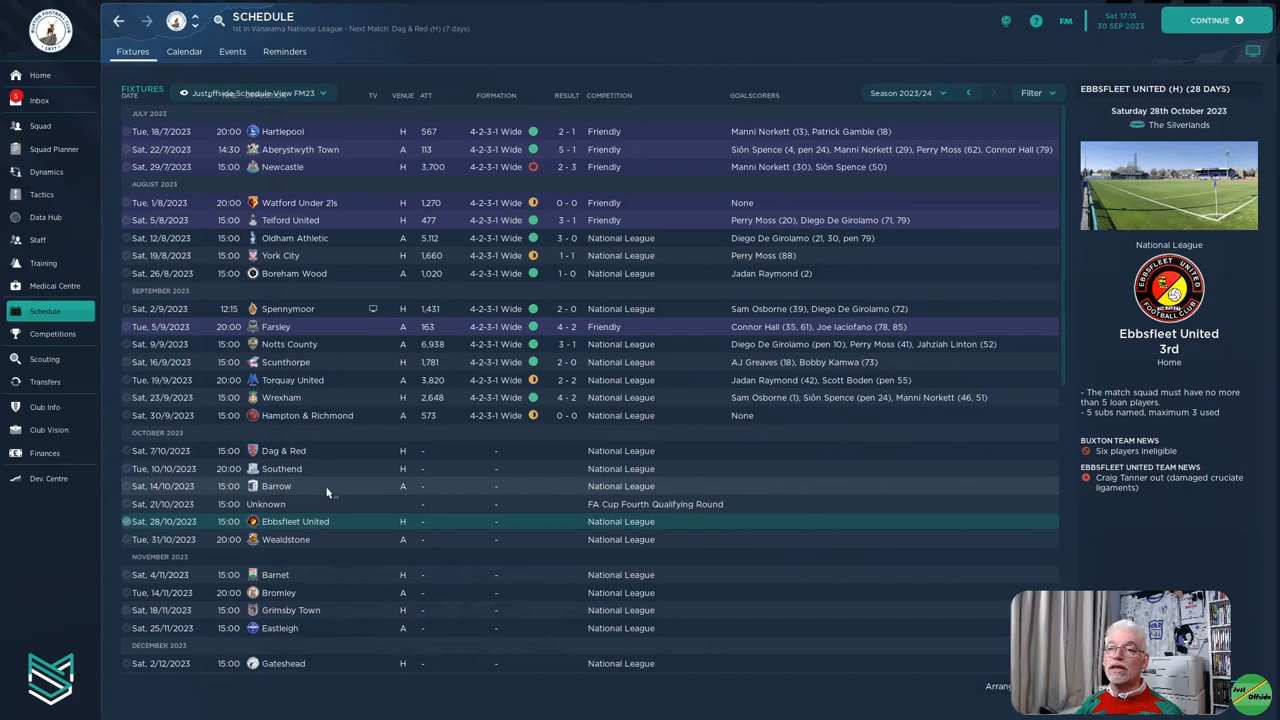 BUXTON FOOTBALL CLUB
1877
SCHEDULE
1st in Vanarama National League - Next Match: Dag & Red (H) (7 days)
FM
Sat 17:15
30 SEP 2023
CONTINUE
Fixtures
Calendar
Events
Reminders
Home
5
Inbox
Squad
Squad Planner
Dynamics
Tactics
Data Hub
Staff
Training
Medical Centre
Schedule
Competitions
Scouting
Transfers
Club Info
Club Vision
Finances
Dev. Centre
FIXTURES
Just offside Schedule View FM23
Season 2023/24
Filter
DATE TV VENUE ATT FORMATION RESULT COMPETITION GOALSCORERS
JULY 2023
Tue, 18/7/2023 20:00 Hartlepool H 567 4-2-3-1 Wide 2 - 1 Friendly Manni Norkett (13), Patrick Gamble (18)
Sat, 22/7/2023 14:30 Aberystwyth Town A 113 4-2-3-1 Wide 5 - 1 Friendly Siôn Spence (4, pen 24), Manni Norkett (29), Perry Moss (62), Connor Hall (79)
Sat, 29/7/2023 15:00 Newcastle H 3,700 4-2-3-1 Wide 2 - 3 Friendly Manni Norkett (30), Siôn Spence (50)
AUGUST 2023
Tue, 1/8/2023 20:00 Watford Under 21s H 1,270 4-2-3-1 Wide 0 - 0 Friendly None
Sat, 5/8/2023 15:00 Telford United H 477 4-2-3-1 Wide 3 - 1 Friendly Perry Moss (20), Diego De Girolamo (71, 79)
Sat, 12/8/2023 15:00 Oldham Athletic A 5,112 4-2-3-1 Wide 3 - 0 National League Diego De Girolamo (21, 30, pen 79)
Sat, 19/8/2023 15:00 York City H 1,660 4-2-3-1 Wide 1 - 1 National League Perry Moss (88)
Sat, 26/8/2023 15:00 Boreham Wood A 1,020 4-2-3-1 Wide 1 - 0 National League Jadan Raymond (2)
SEPTEMBER 2023
Sat, 2/9/2023 12:15 Spennymoor H 1,431 4-2-3-1 Wide 2 - 0 National League Sam Osborne (39), Diego De Girolamo (72)
Tue, 5/9/2023 20:00 Farsley A 163 4-2-3-1 Wide 4 - 2 Friendly Connor Hall (35, 61), Joe Iaciofano (78, 85)
Sat, 9/9/2023 15:00 Notts County A 6,938 4-2-3-1 Wide 3 - 1 National League Diego De Girolamo (pen 10), Perry Moss (41), Jahziah Linton (52)
Sat, 16/9/2023 15:00 Scunthorpe H 1,781 4-2-3-1 Wide 2 - 0 National League AJ Greaves (18), Bobby Kamwa (73)
Tue, 19/9/2023 20:00 Torquay United A 3,820 4-2-3-1 Wide 2 - 2 National League Jadan Raymond (42), Scott Boden (pen 55)
Sat, 23/9/2023 15:00 Wrexham H 2,648 4-2-3-1 Wide 4 - 2 National League Sam Osborne (1), Siôn Spence (pen 24), Manni Norkett (46, 51)
Sat, 30/9/2023 15:00 Hampton & Richmond A 573 4-2-3-1 Wide 0 - 0 National League None
OCTOBER 2023
Sat, 7/10/2023 15:00 Dag & Red H - - National League
Tue, 10/10/2023 20:00 Southend H - - National League
Sat, 14/10/2023 15:00 Barrow A - - National League
Sat, 21/10/2023 15:00 Unknown - - FA Cup Fourth Qualifying Round
Sat, 28/10/2023 15:00 Ebbsfleet United H - - National League
Tue, 31/10/2023 20:00 Wealdstone A - - National League
NOVEMBER 2023
Sat, 4/11/2023 15:00 Barnet H - - National League
Tue, 14/11/2023 20:00 Bromley A - - National League
Sat, 18/11/2023 15:00 Grimsby Town H - - National League
Sat, 25/11/2023 15:00 Eastleigh A - - National League
DECEMBER 2023
Sat, 2/12/2023 15:00 Gateshead H - - National League
EBBSFLEET UNITED (H) (28 DAYS)
Saturday 28th October 2023
The Silverlands
National League
EBBSFLEET UNITED
FOOTBALL CLUB
Ebbsfleet United
3rd
Home
- The match squad must have no more
than 5 loan players.
- 5 subs named, maximum 3 used
BUXTON TEAM NEWS
Six players ineligible
EBBSFLEET UNITED TEAM NEWS
Craig Tanner out (damaged cruciate
ligaments)
Just
Offside